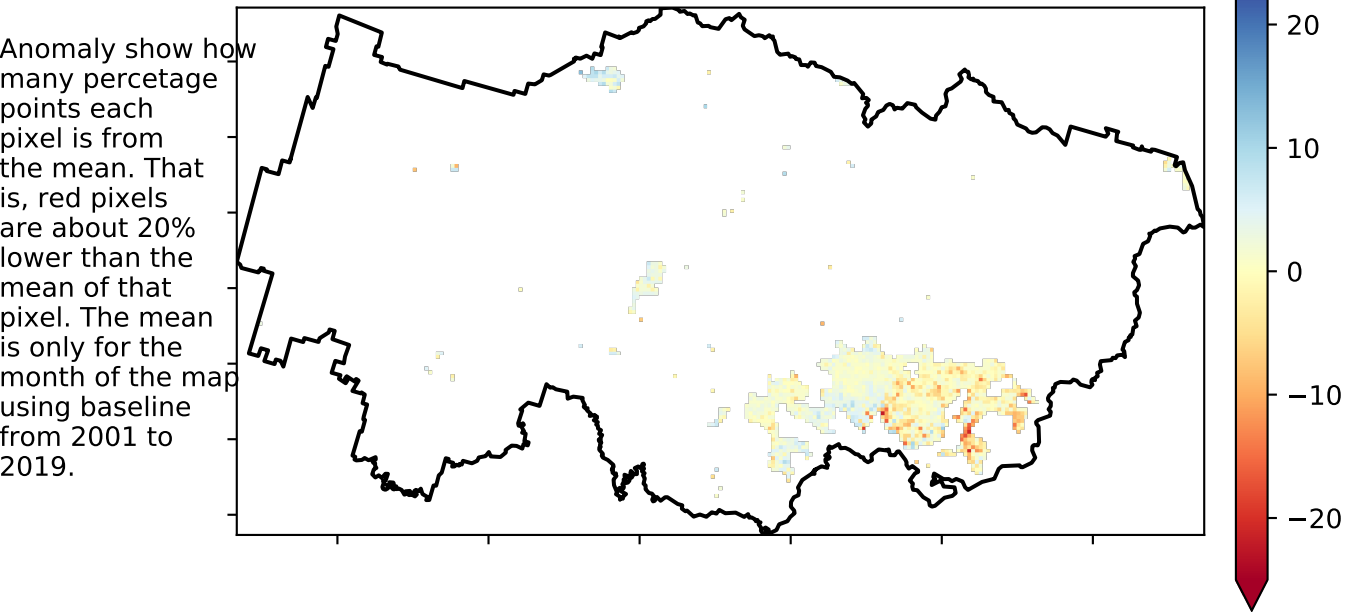 Anomaly show how
many percetage
points each
pixel is from
the mean. That
is, red pixels
are about 20%
lower than the
mean of that
pixel. The mean
is only for the
month of the map
using baseline
from 2001 to
2019.
20
10
0
−10
−20